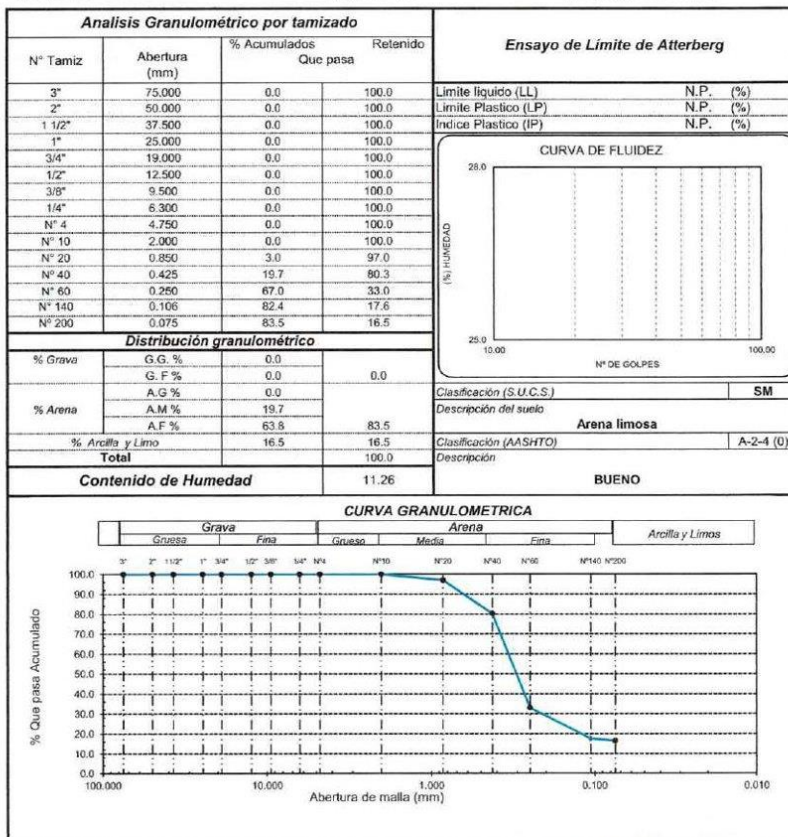 Analisis Granulométrico por tamizado
N° Tamiz Abertura (mm) % Acumulados Retenido
Que pasa
3" 75.000 0.0 100.0
2" 50.000 0.0 100.0
1 1/2" 37.500 0.0 100.0
1" 25.000 0.0 100.0
3/4" 19.000 0.0 100.0
1/2" 12.500 0.0 100.0
3/8" 9.500 0.0 100.0
1/4" 6.300 0.0 100.0
N° 4 4.750 0.0 100.0
N° 10 2.000 0.0 100.0
N° 20 0.850 3.0 97.0
N° 40 0.425 19.7 80.3
N° 60 0.250 67.0 33.0
N° 140 0.106 82.4 17.6
N° 200 0.075 83.5 16.5
Distribución granulométrico
% Grava G.G. % 0.0
G. F % 0.0 0.0
A.G % 0.0
% Arena A.M % 19.7
A.F % 63.8 83.5
% Arcilla y Limo 16.5 16.5
Total 100.0
Contenido de Humedad 11.26
Ensayo de Límite de Atterberg
Limite liquido (LL) N.P. (%)
Limite Plastico (LP) N.P. (%)
Indice Plastico (IP) N.P. (%)
CURVA DE FLUIDEZ
28.0
(%) HUMEDAD
25.0
10.00 100.00
N° DE GOLPES
Clasificación (S.U.C.S.) SM
Descripción del suelo
Arena limosa
Clasificación (AASHTO) A-2-4 (0)
Descripción
BUENO
CURVA GRANULOMETRICA
Grava Arena Arcilla y Limos
Gruesa Fina Grueso Media Fina
3" 2" 1 1/2" 1" 3/4" 1/2" 3/8" 1/4" N°4 N°10 N°20 N°40 N°60 N°140 N°200
100.0
90.0
80.0
70.0
60.0
50.0
40.0
30.0
20.0
10.0
0.0
% Que pasa Acumulado
100.000 10.000 1.000 0.100 0.010
Abertura de malla (mm)